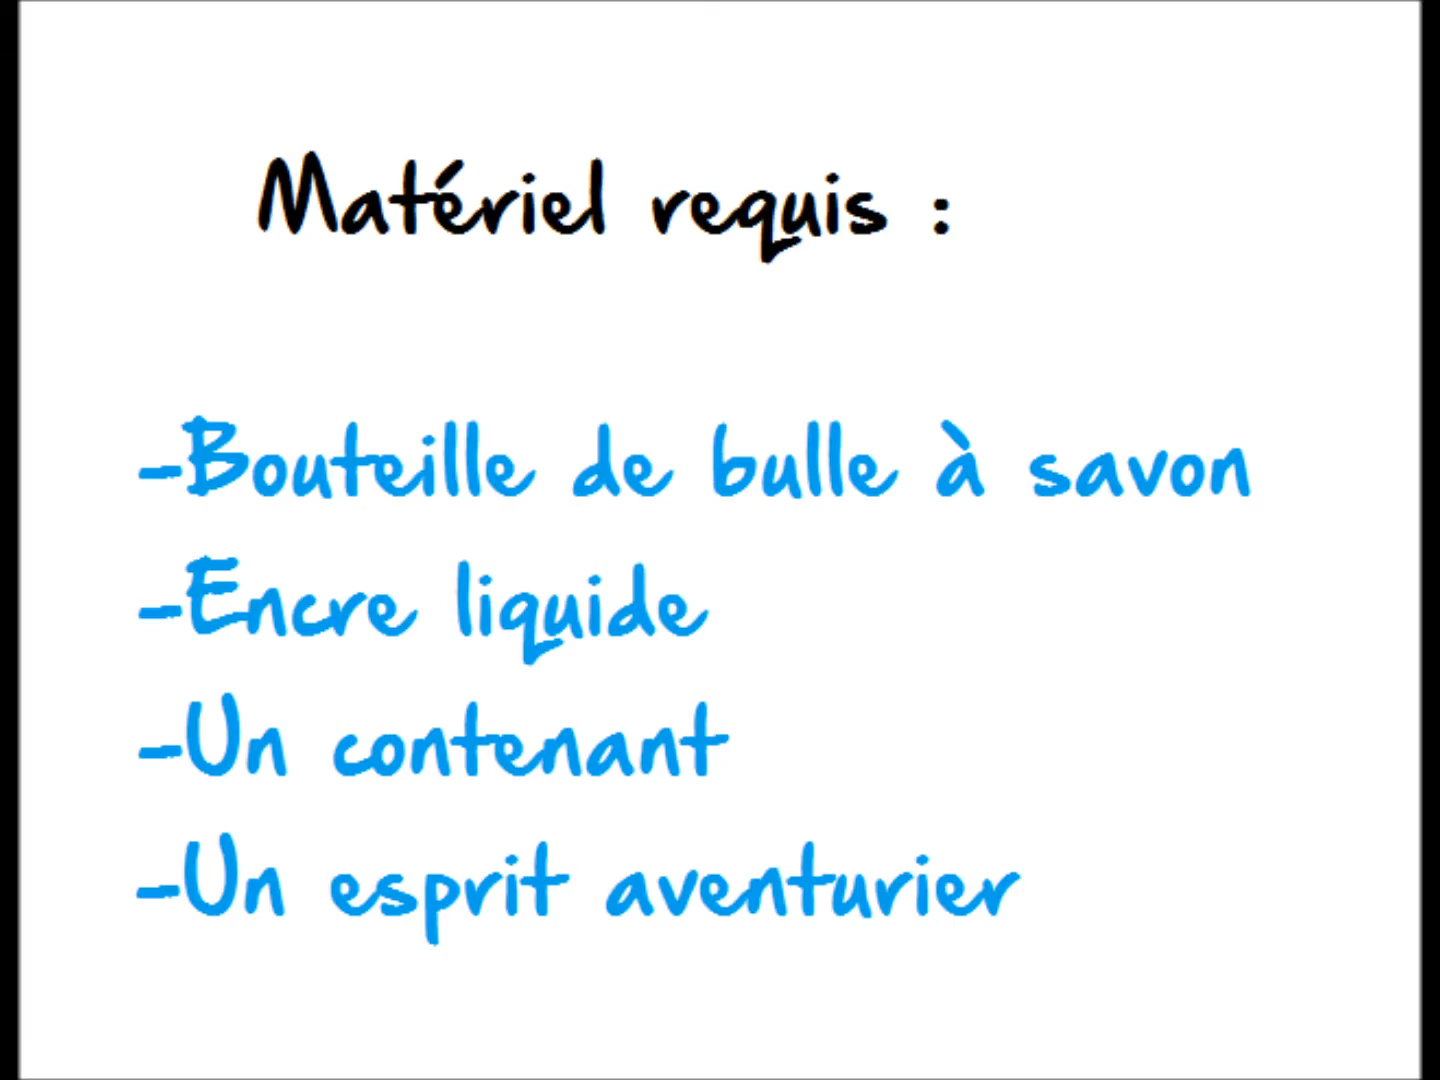 Matériel requis :
-Bouteille de bulle à savon
-Encre liquide
-Un contenant
-Un esprit aventurier